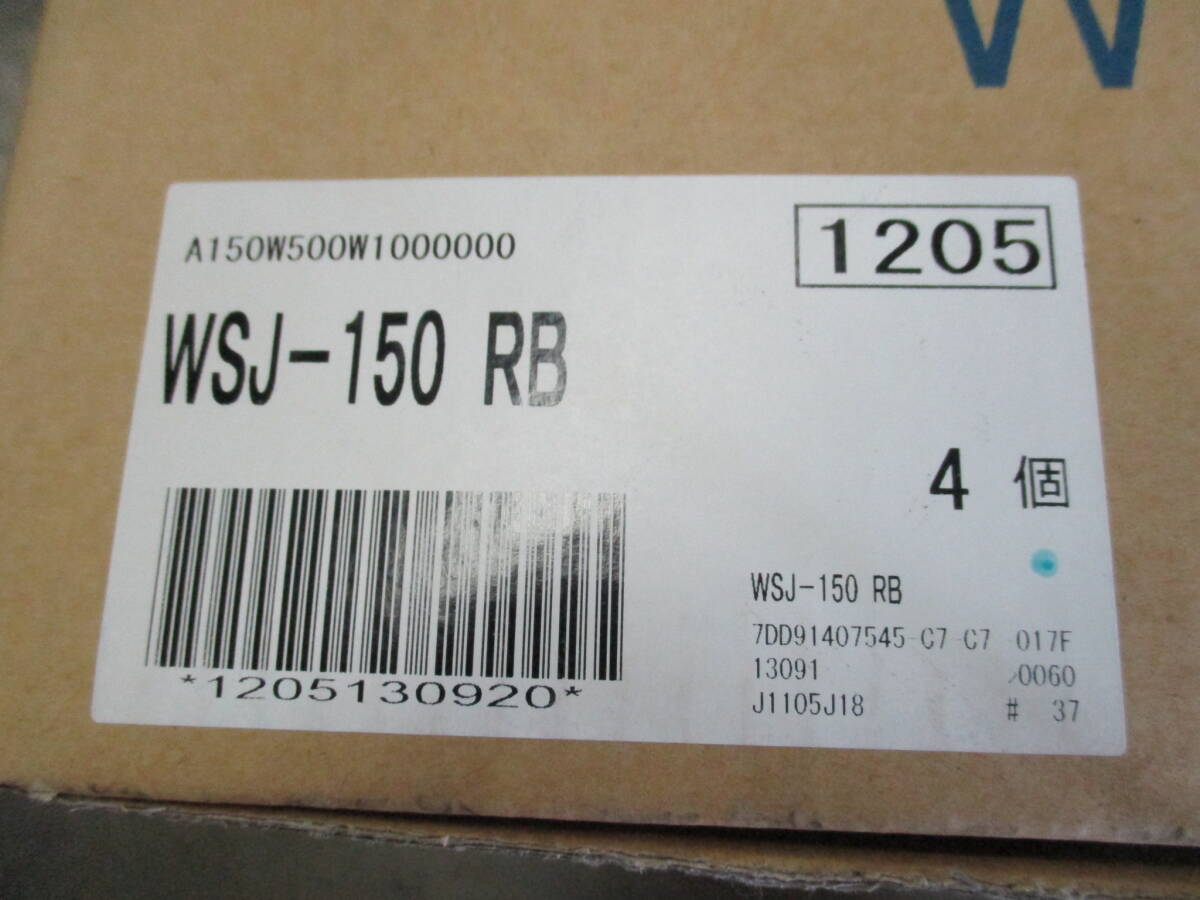 W
A150W500W1000000
1205
WSJ-150 RB
4 個
*1205130920*
WSJ-150 RB
7DD91407545-C7-C7 017F
13091 /0060
J1105J18 # 37